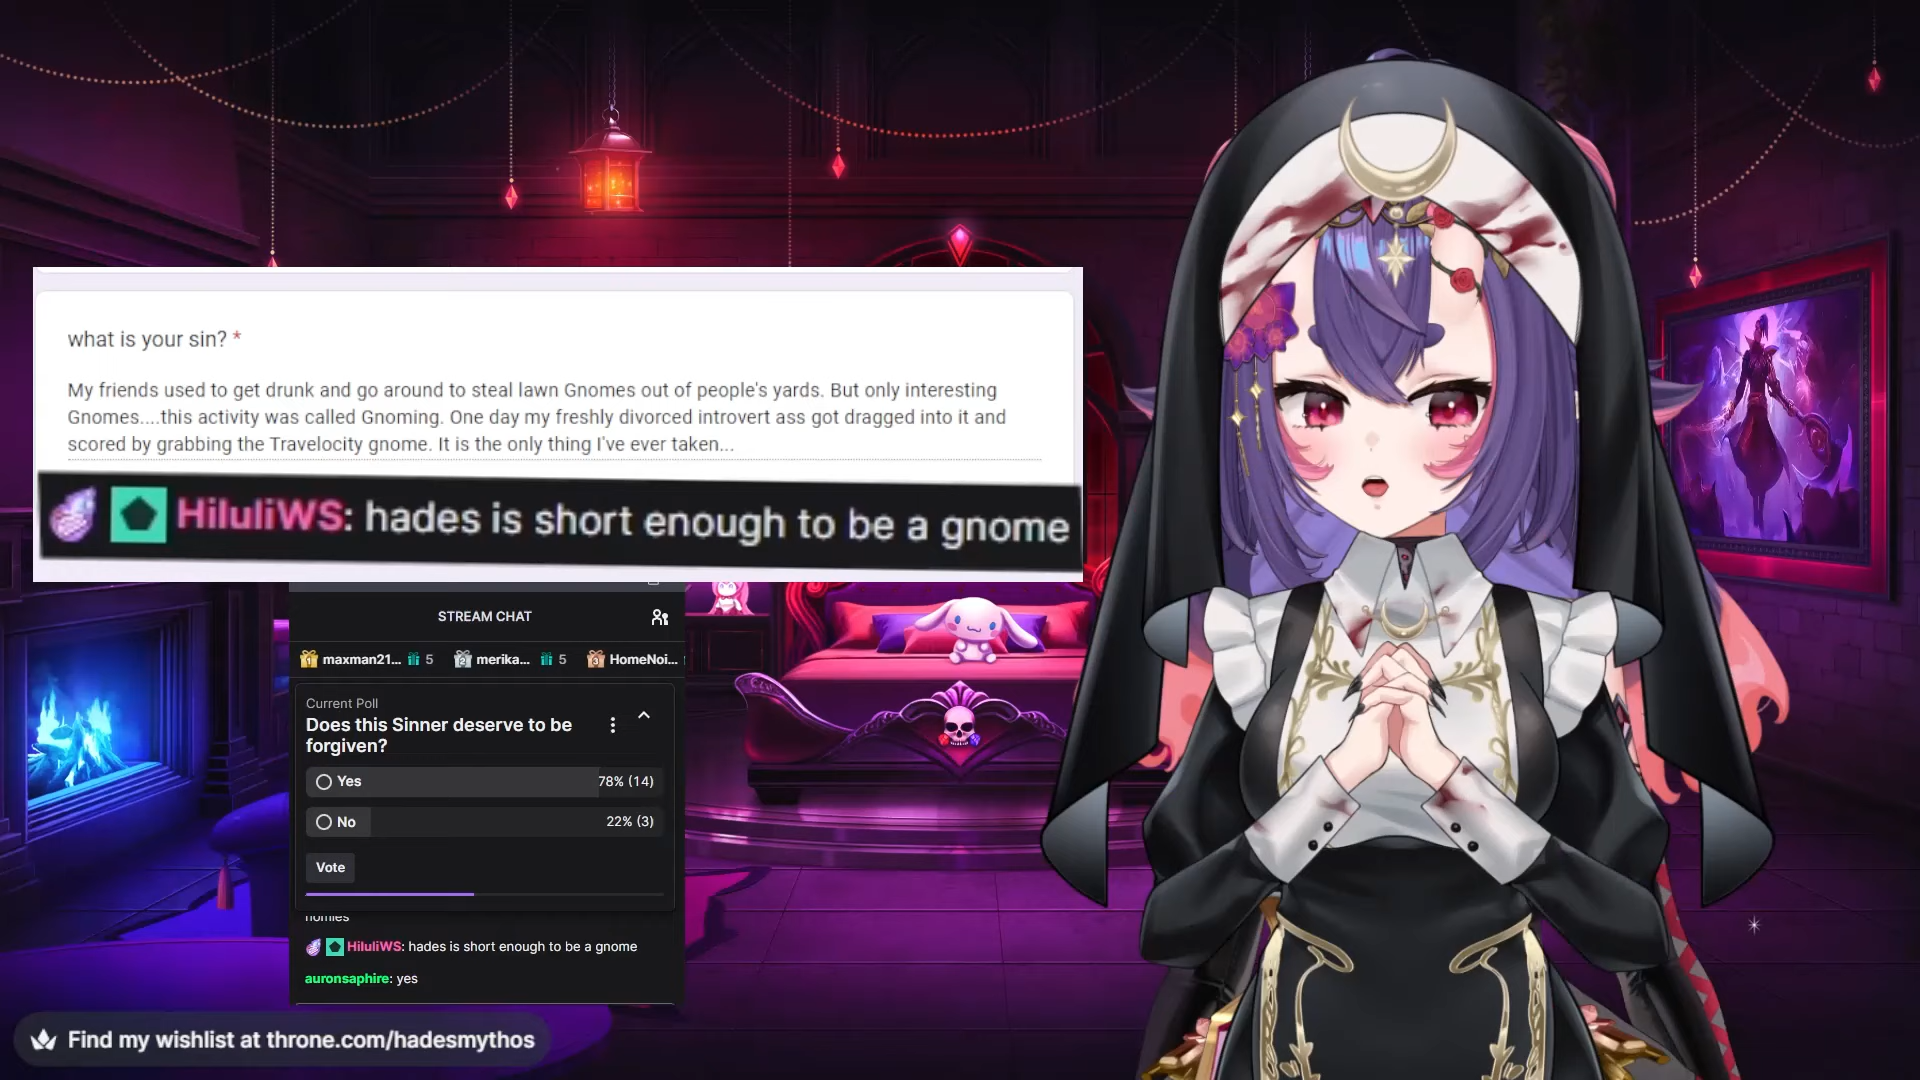 what is your sin? *
My friends used to get drunk and go around to steal lawn Gnomes out of people's yards. But only interesting
Gnomes....this activity was called Gnoming. One day my freshly divorced introvert ass got dragged into it and
scored by grabbing the Travelocity gnome. It is the only thing I've ever taken...
HiluliWS: hades is short enough to be a gnome
STREAM CHAT
1 maxman21... 5 2 merika... 5 3 HomeNoi...
Current Poll
Does this Sinner deserve to be
forgiven?
Yes 78% (14)
No 22% (3)
Vote
homies
HiluliWS: hades is short enough to be a gnome
auronsaphire: yes
Find my wishlist at throne.com/hadesmythos